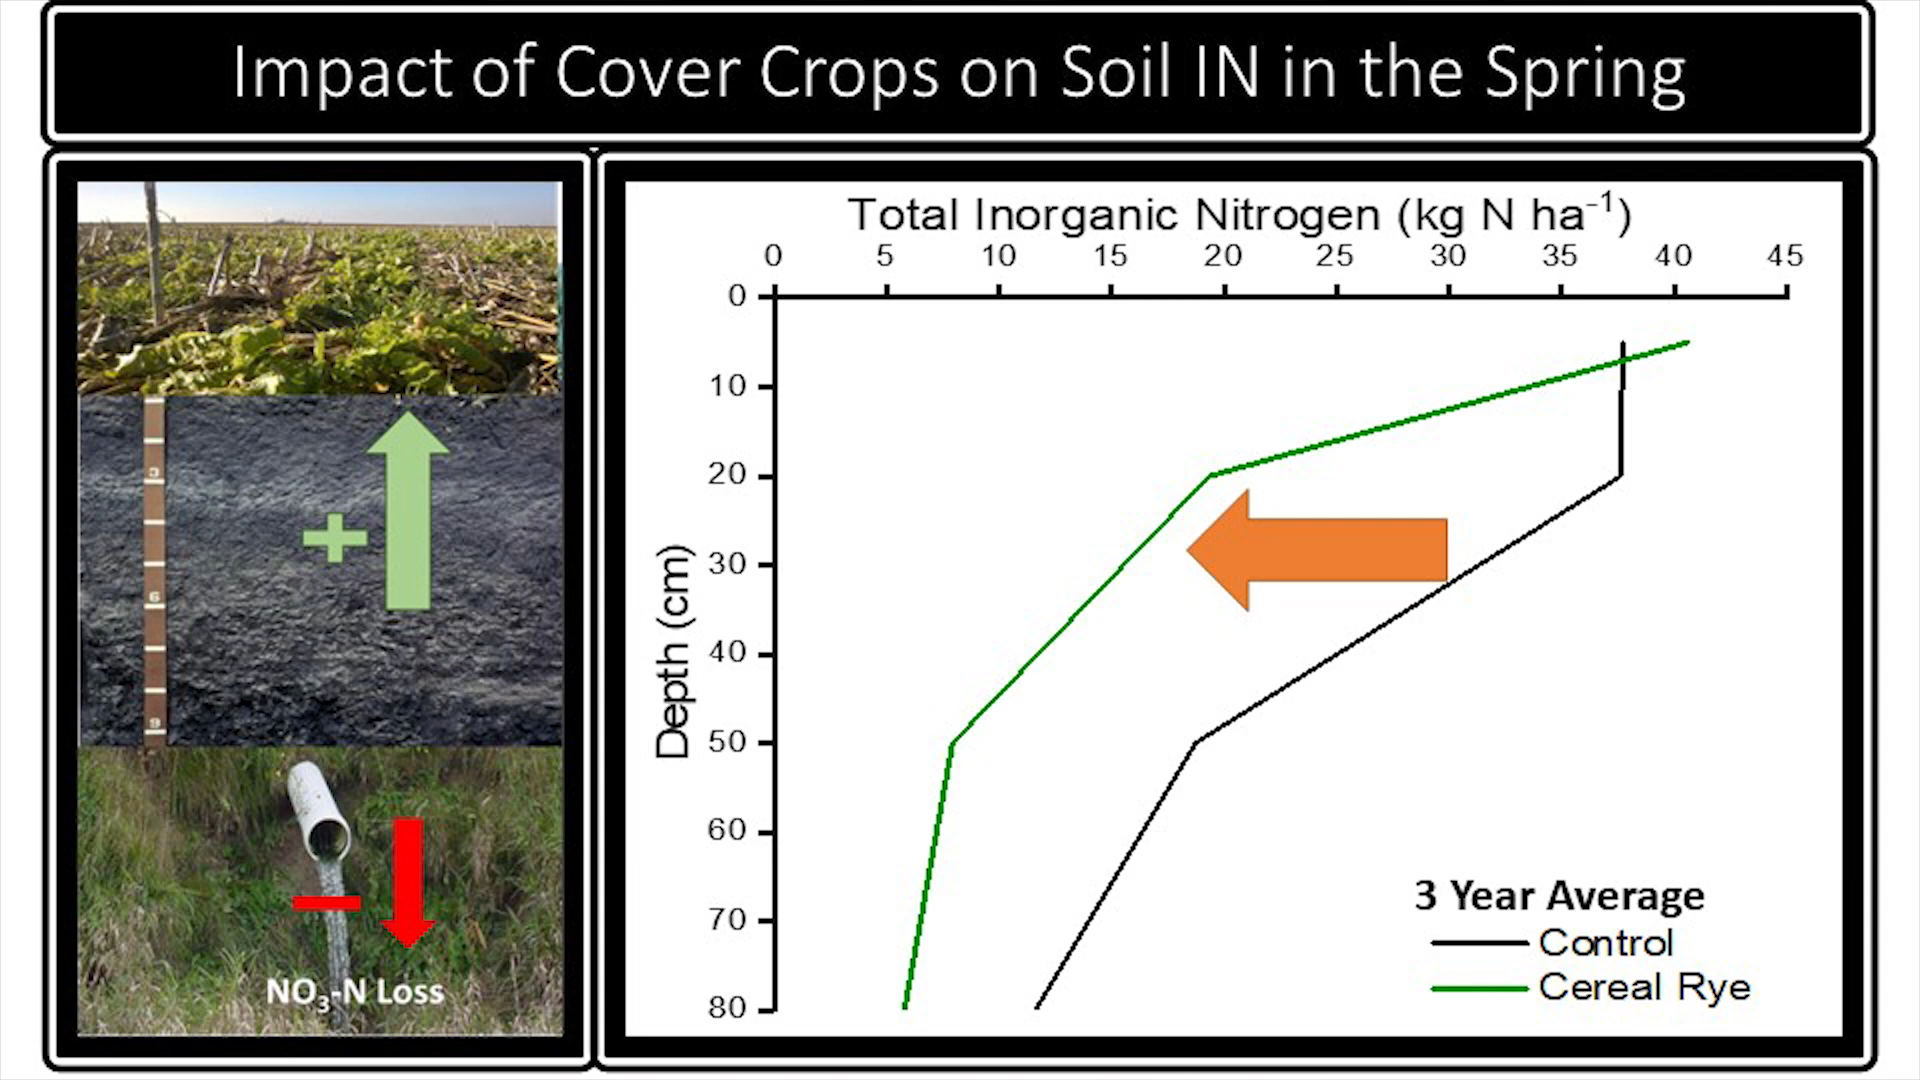 Impact of Cover Crops on Soil IN in the Spring
NO₃-N Loss
Total Inorganic Nitrogen (kg N ha⁻¹)
0 5 10 15 20 25 30 35 40 45
Depth (cm)
0
10
20
30
40
50
60
70
80
3 Year Average
Control
Cereal Rye